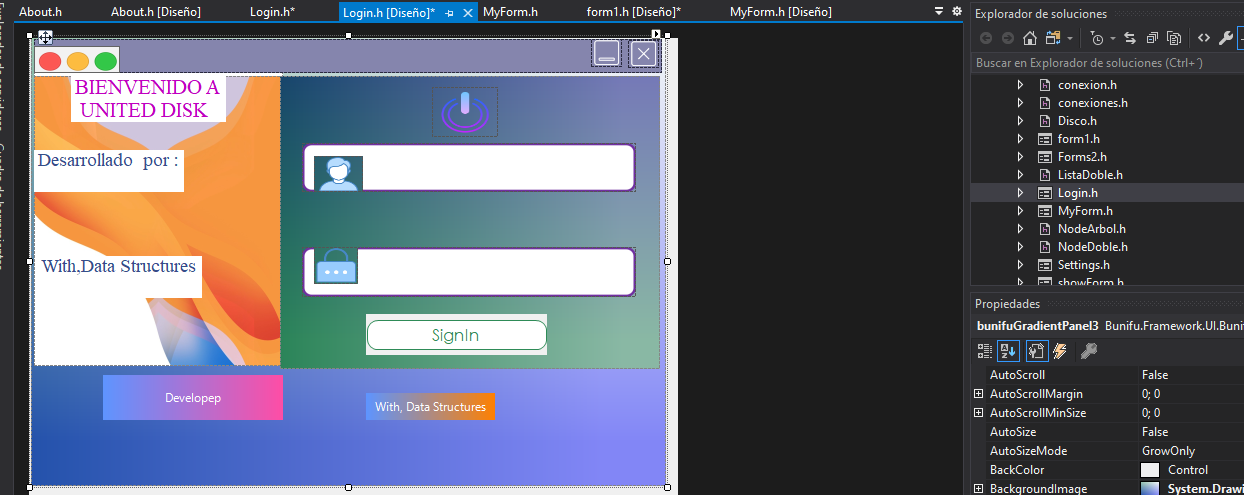 About.h
About.h [Diseño]
Login.h*
Login.h [Diseño]*
MyForm.h
form1.h [Diseño]*
MyForm.h [Diseño]
BIENVENIDO A
UNITED DISK
Desarrollado por :
With,Data Structures
SignIn
Developep
With, Data Structures
Explorador de soluciones
Buscar en Explorador de soluciones (Ctrl+´)
conexion.h
conexiones.h
Disco.h
form1.h
Forms2.h
ListaDoble.h
Login.h
MyForm.h
NodeArbol.h
NodeDoble.h
Settings.h
showForm.h
Propiedades
bunifuGradientPanel3 Bunifu.Framework.UI.Buni
AutoScroll False
AutoScrollMargin 0; 0
AutoScrollMinSize 0; 0
AutoSize False
AutoSizeMode GrowOnly
BackColor Control
BackgroundImage System.Drawi